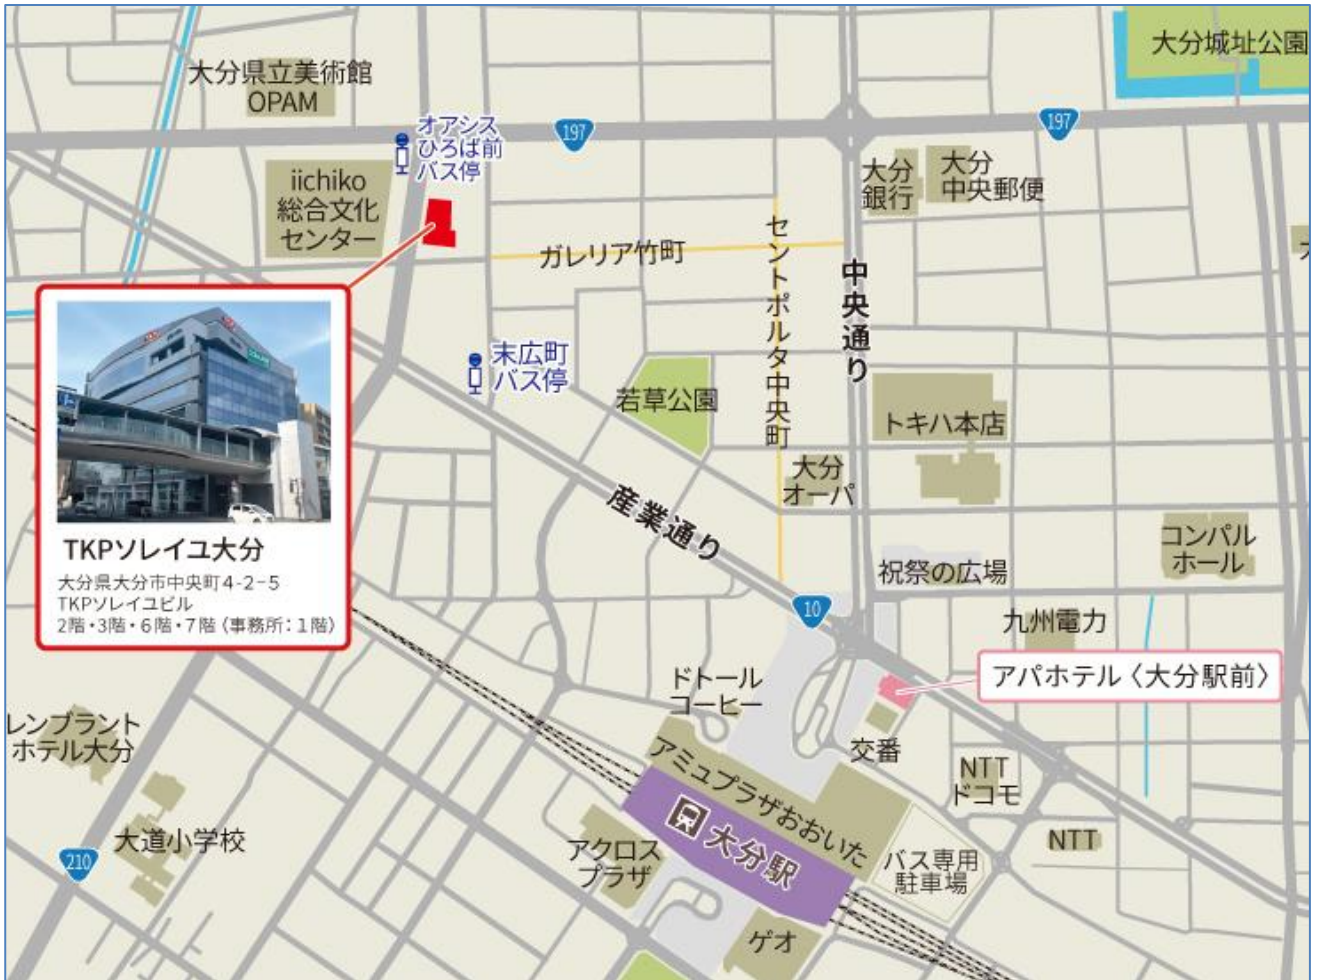 大分城址公園
大分県立美術館
OPAM
オアシス
ひろば前
バス停
197
197
大分
銀行
大分
中央郵便
iichiko
総合文化
センター
ガレリア竹町
セントポルタ中央町
中央通り
末広町
バス停
若草公園
トキハ本店
大分
オーパ
産業通り
TKPソレイユ大分
大分県大分市中央町4-2-5
TKPソレイユビル
2階・3階・6階・7階（事務所：1階）
コンパル
ホール
祝祭の広場
10
九州電力
アパホテル〈大分駅前〉
ドトール
コーヒー
レンブラント
ホテル大分
アミュプラザおおいた
交番
NTT
ドコモ
大分駅
大道小学校
210
アクロス
プラザ
NTT
バス専用
駐車場
ゲオ